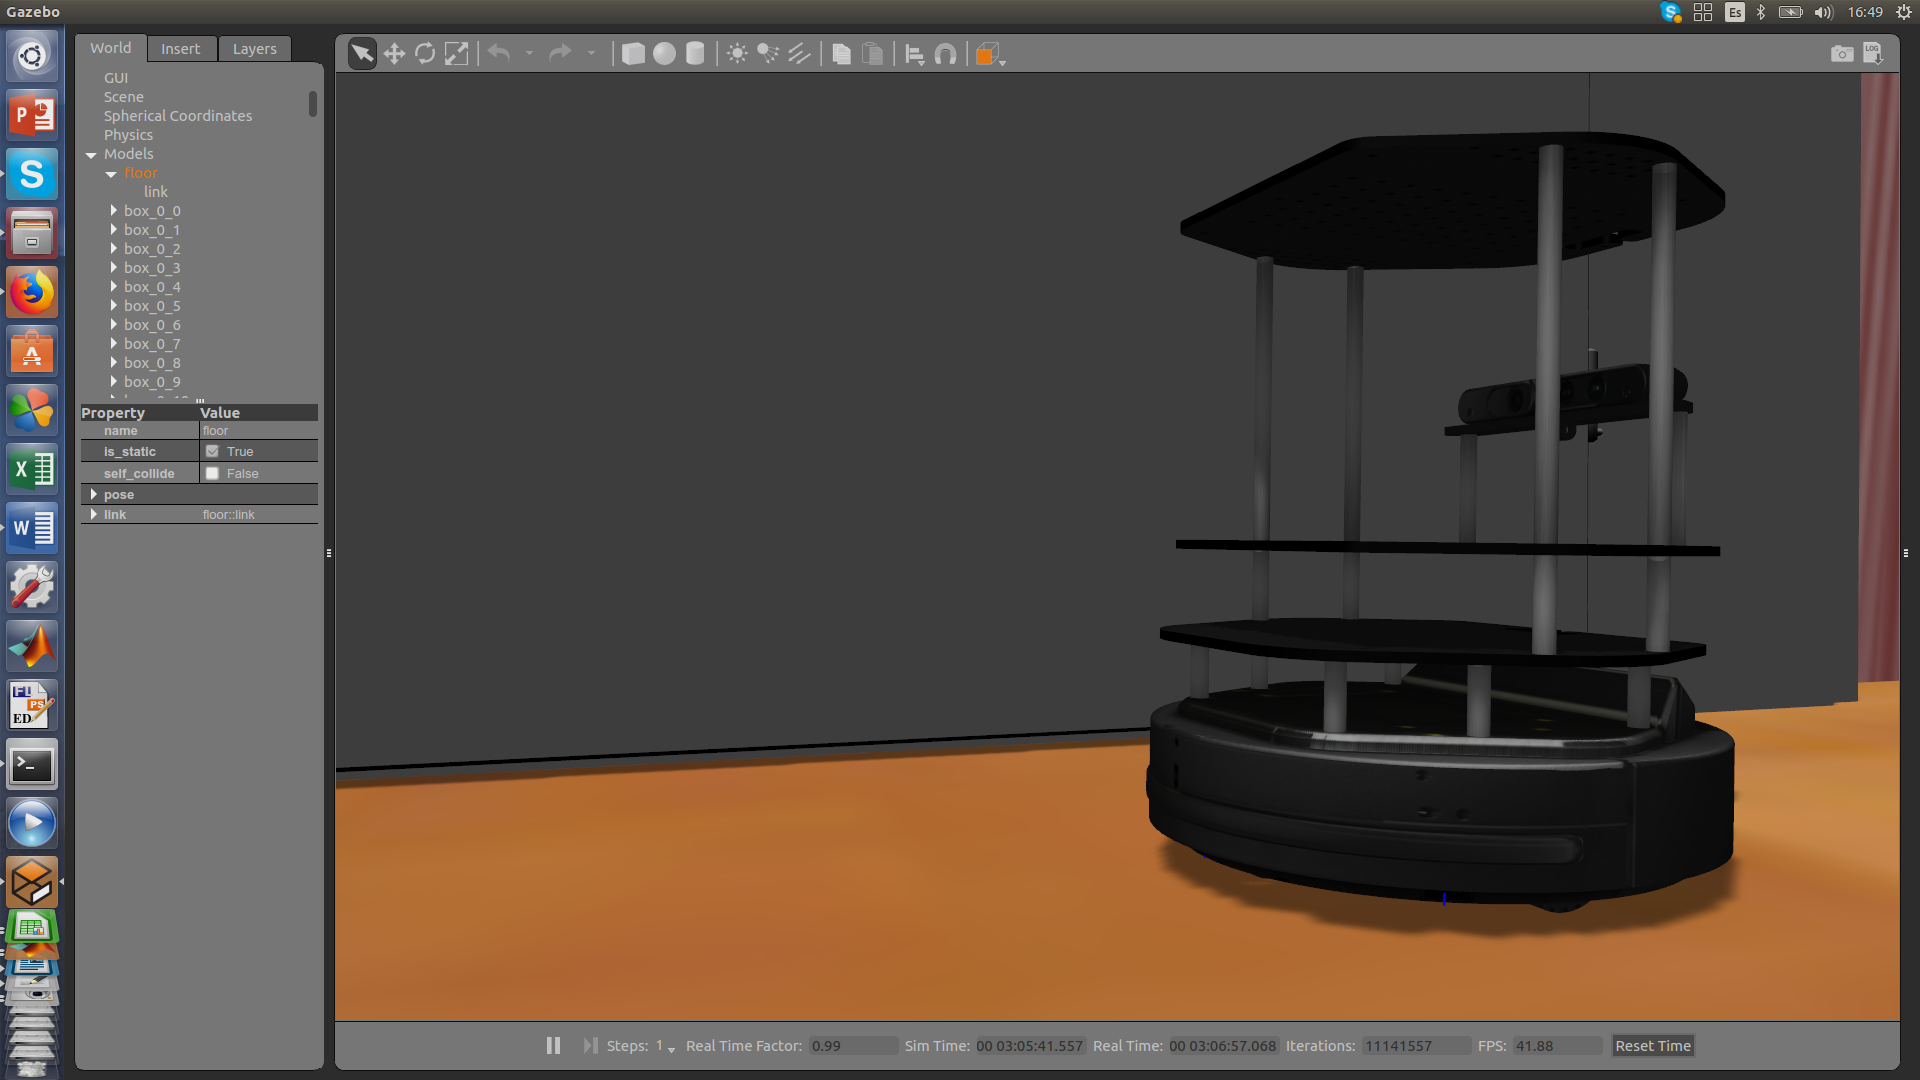 Gazebo
Es
16:49
World
Insert
Layers
LOG
GUI
Scene
Spherical Coordinates
Physics
Models
floor
link
box_0_0
box_0_1
box_0_2
box_0_3
box_0_4
box_0_5
box_0_6
box_0_7
box_0_8
box_0_9
Property Value
name floor
is_static True
self_collide False
pose
link floor::link
Steps: 1 Real Time Factor: 0.99 Sim Time: 00 03:05:41.557 Real Time: 00 03:06:57.068 Iterations: 11141557 FPS: 41.88 Reset Time